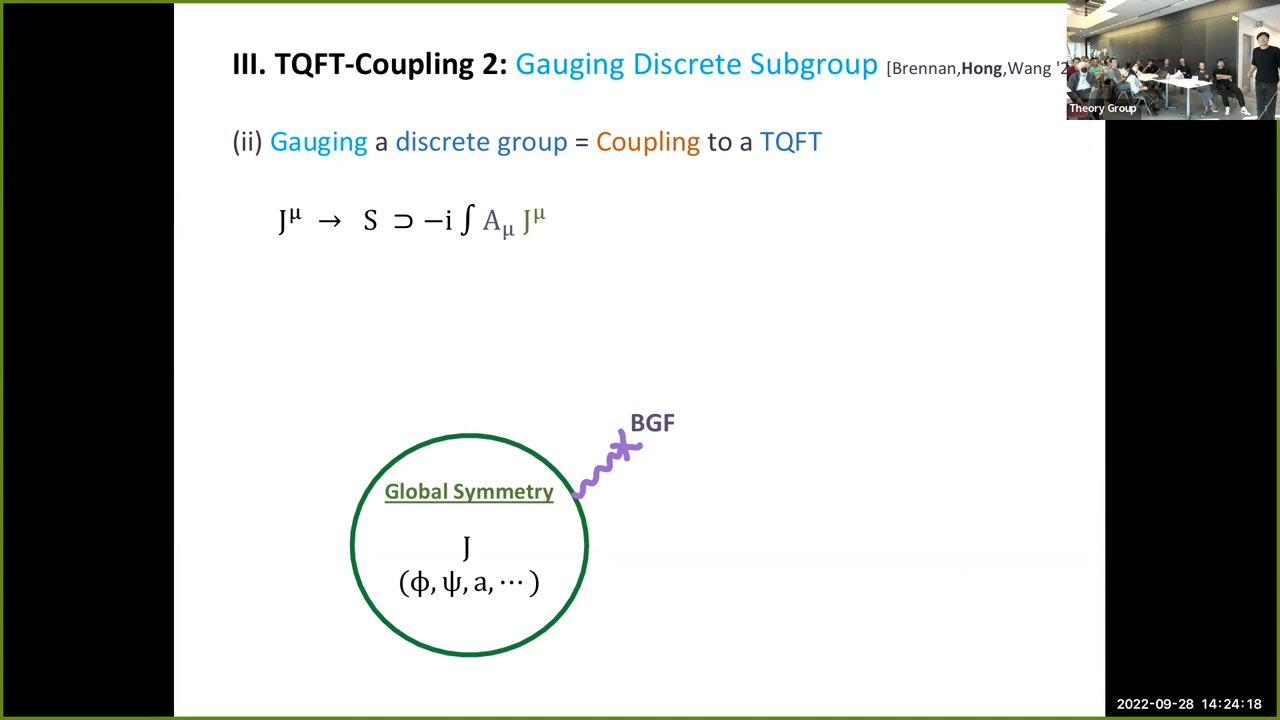 III. TQFT-Coupling 2: Gauging Discrete Subgroup [Brennan,Hong,Wang '2
Theory Group
(ii) Gauging a discrete group = Coupling to a TQFT
J^μ → S ⊃ −i ∫ A_μ J^μ
BGF
Global Symmetry
J
(ϕ, ψ, a, ⋯ )
2022-09-28 14:24:18